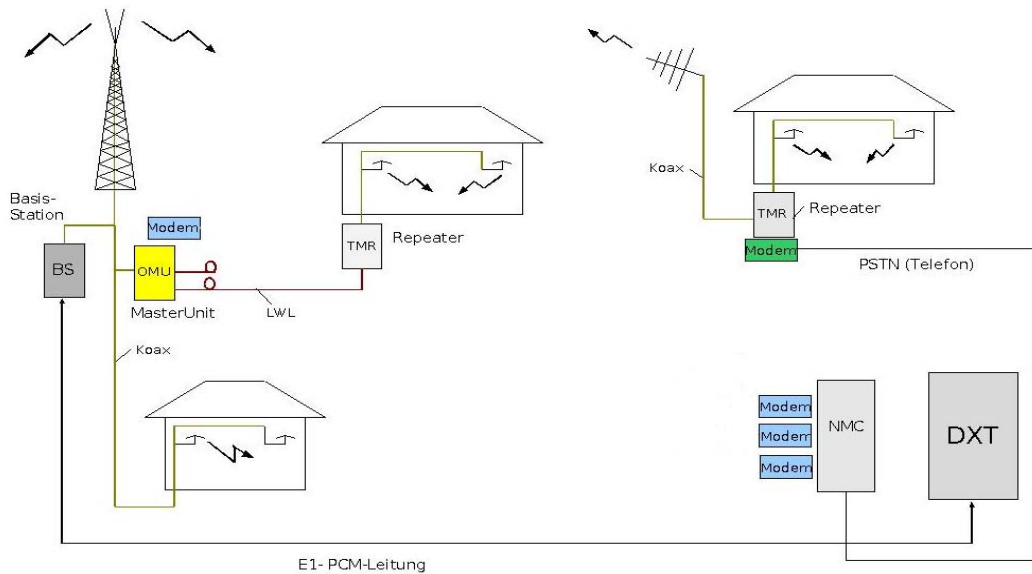 Basis-
Station
BS
Modem
OMU
MasterUnit
LWL
TMR
Repeater
Koax
Koax
TMR
Repeater
Modem
PSTN (Telefon)
Modem
Modem
Modem
NMC
DXT
E1- PCM-Leitung